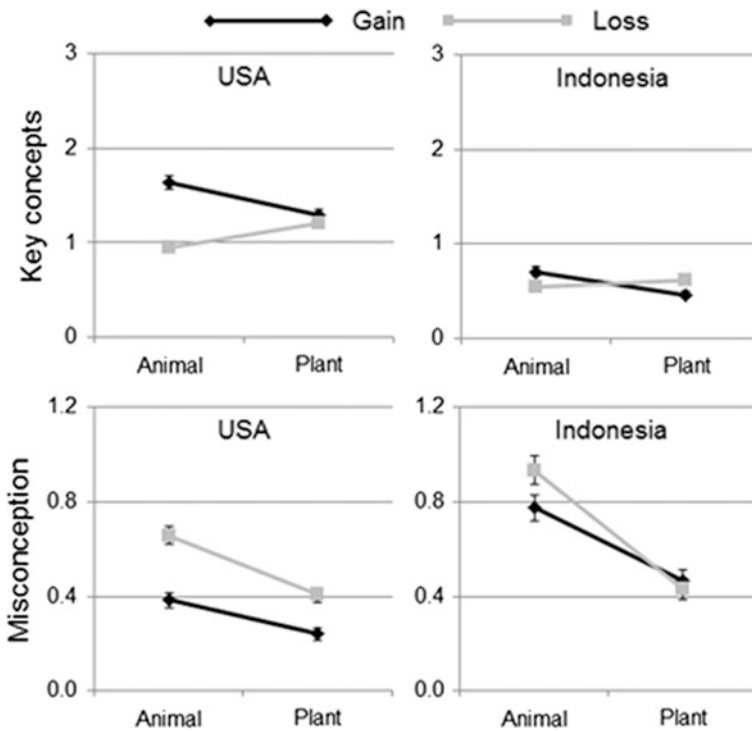 Gain Loss
Key concepts
3
2
1
0
USA
Animal Plant
3
2
1
0
Indonesia
Animal Plant
Misconception
1.2
0.8
0.4
0.0
USA
Animal Plant
1.2
0.8
0.4
0.0
Indonesia
Animal Plant